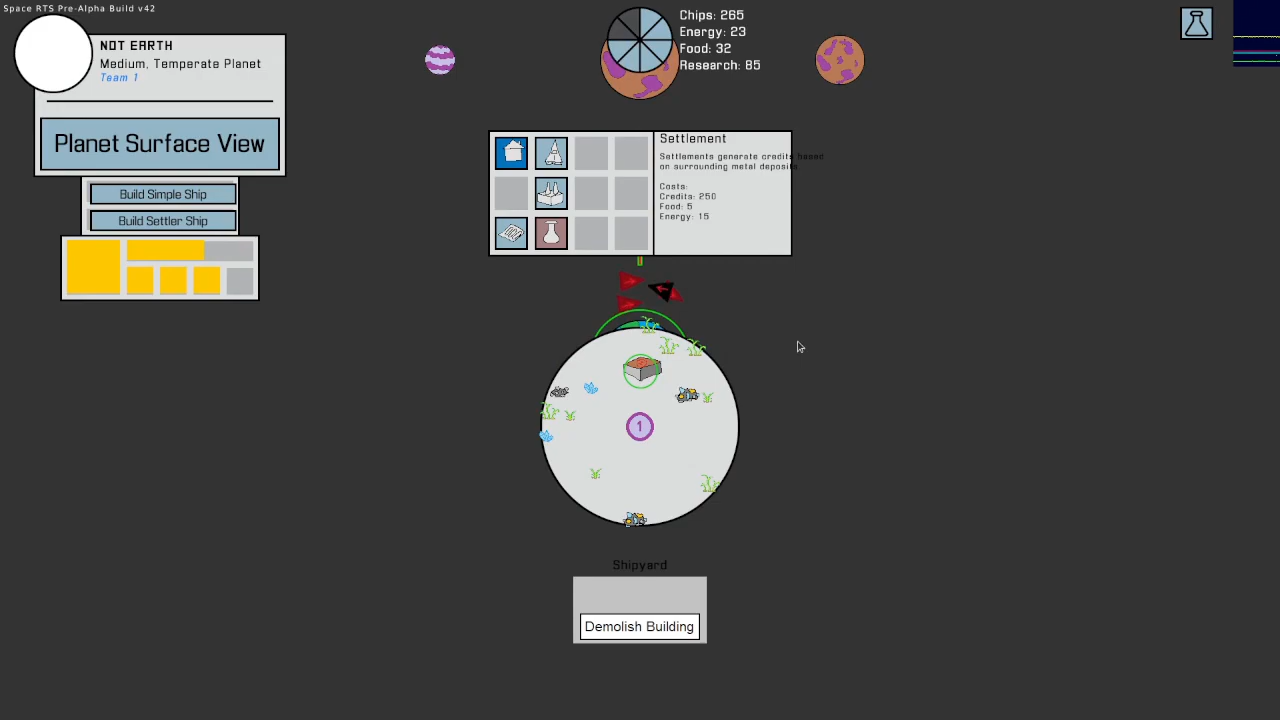 Space RTS Pre-Alpha Build v42
NOT EARTH
Medium, Temperate Planet
Team 1
Planet Surface View
Build Simple Ship
Build Settler Ship
Chips: 265
Energy: 23
Food: 32
Research: 85
Settlement
Settlements generate credits based
on surrounding metal deposits.
Costs:
Credits: 250
Food: 5
Energy: 15
1
Shipyard
Demolish Building